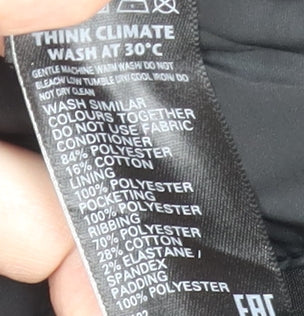 THINK CLIMATE
WASH AT 30°C
GENTLE MACHINE WARM WASH/ DO NOT
BLEACH/ LOW TUMBLE DRY/ COOL IRON/ DO
NOT DRY CLEAN
WASH SIMILAR
COLOURS TOGETHER
DO NOT USE FABRIC
CONDITIONER
84% POLYESTER
16% COTTON
LINING
100% POLYESTER
POCKETING
100% POLYESTER
RIBBING
70% POLYESTER
28% COTTON
2% ELASTANE /
SPANDEX
PADDING
100% POLYESTER
EAC